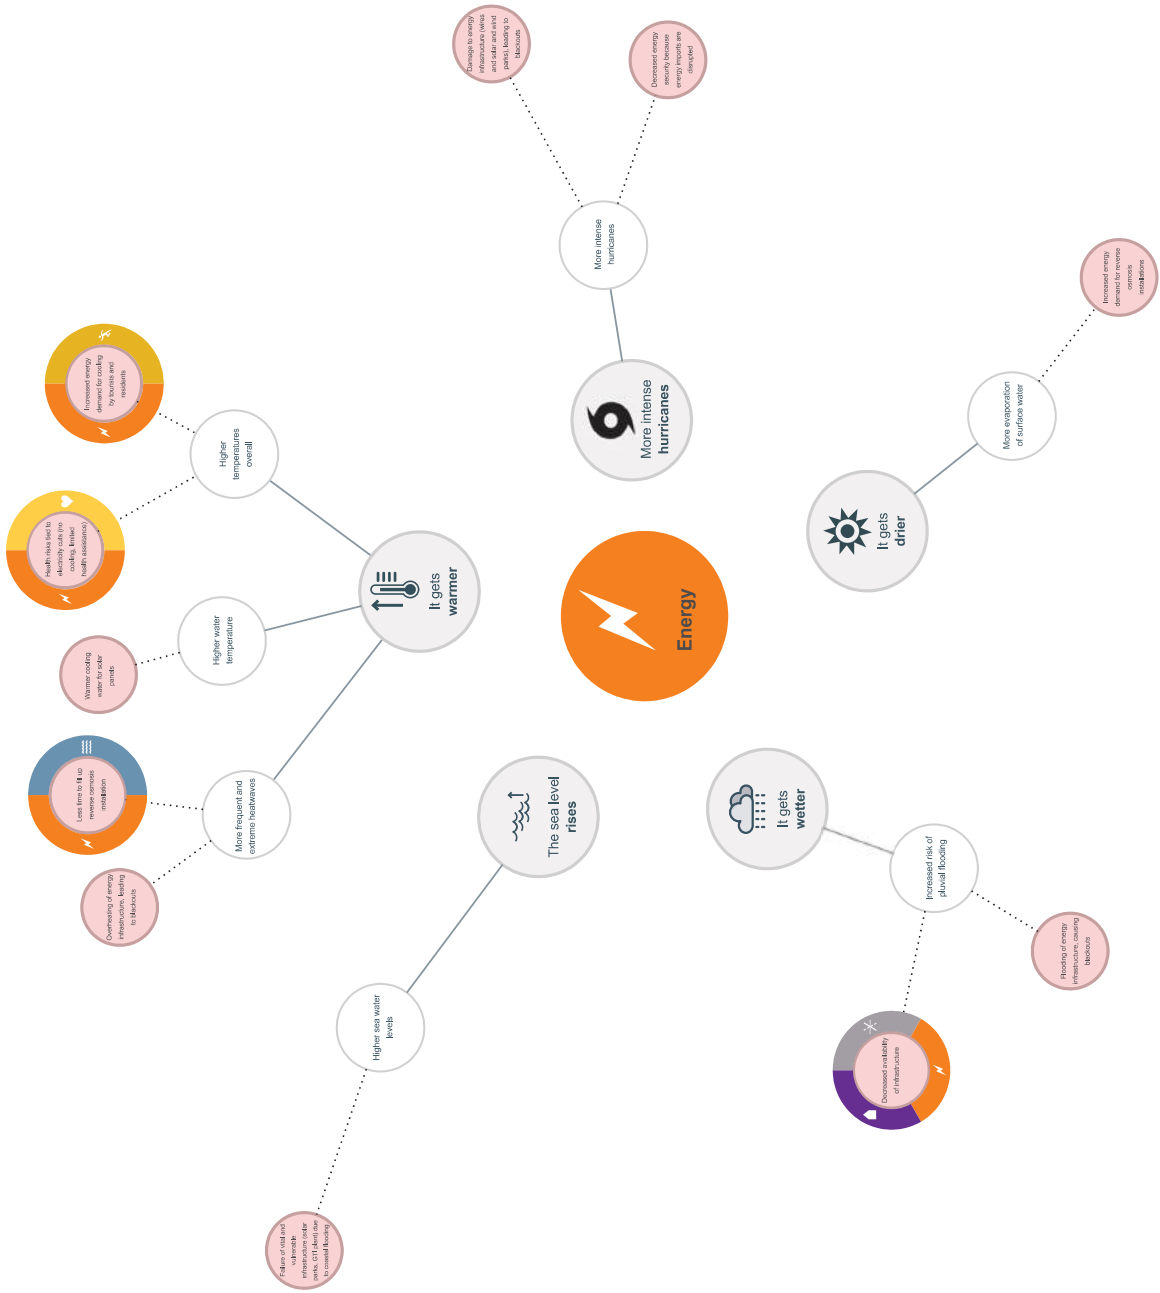 Damage to energy
infrastructure (wires
and solar and wind
parks), leading to
blackouts
Decreased energy
security because
energy imports are
disrupted
More intense
hurricanes
More intense
hurricanes
Increased energy
demand for reverse
osmosis
installations
More evaporation
of surface water
It gets
drier
Increased energy
demand for cooling
by tourists and
residents
Higher
temperatures
overall
Health risks tied to
electricity cuts (no
cooling, limited
health assistance)
Higher water
temperature
Warmer cooling
water for solar
panels
It gets
warmer
Less time to fill up
reverse osmosis
installation
More frequent and
extreme heatwaves
Overheating of energy
infrastructure, leading
to blackouts
Energy
The sea level
rises
Higher sea water
levels
Failure of vital and
vulnerable
infrastructure (solar
parks, GTI plant) due
to coastal flooding
It gets
wetter
Increased risk of
pluvial flooding
Flooding of energy
infrastructure, causing
blackouts
Decreased availability
of infrastructure